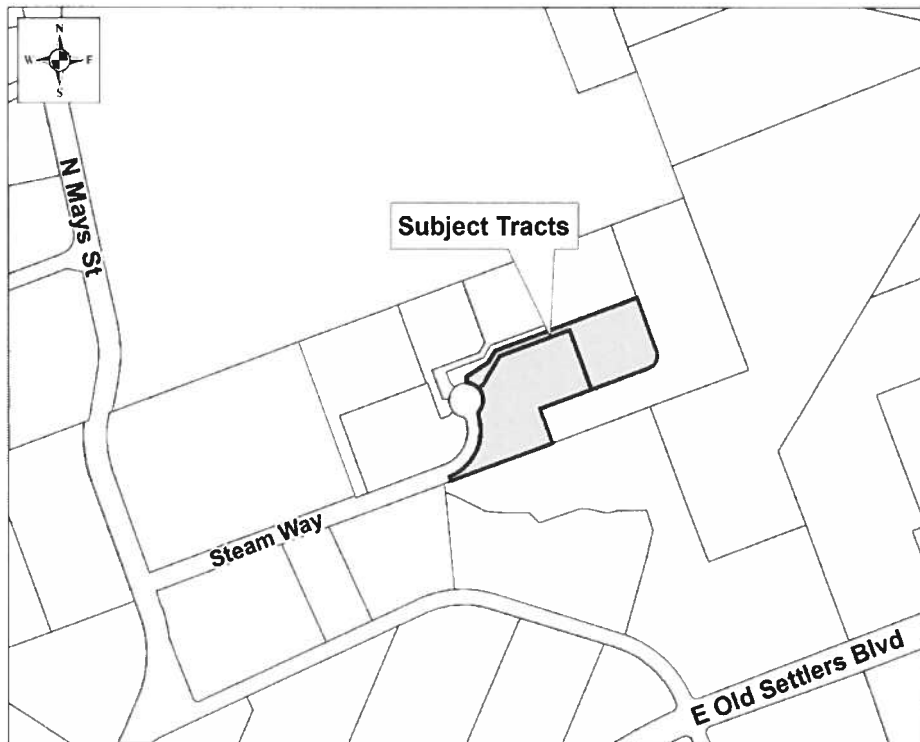 N
W E
S
N Mays St
Subject Tracts
Steam Way
E Old Settlers Blvd